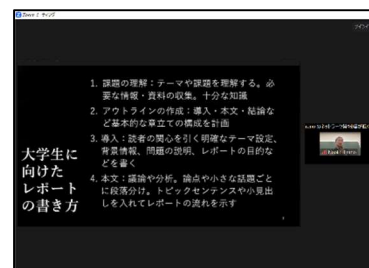 Zoom ミーティング
大学生に
向けた
レポート
の書き方
1. 課題の理解：テーマや課題を理解する。必
要な情報・資料の収集。十分な知識
2. アウトラインの作成：導入・本文・結論な
ど基本的な章立ての構成を計画
3. 導入：読者の関心を引く明確なテーマ設定、
背景情報、問題の説明、レポートの目的な
どを書く
4. 本文：議論や分析。論点や小さな話題ごと
に段落分け。トピックセンテンスや小見出
しを入れてレポートの流れを示す